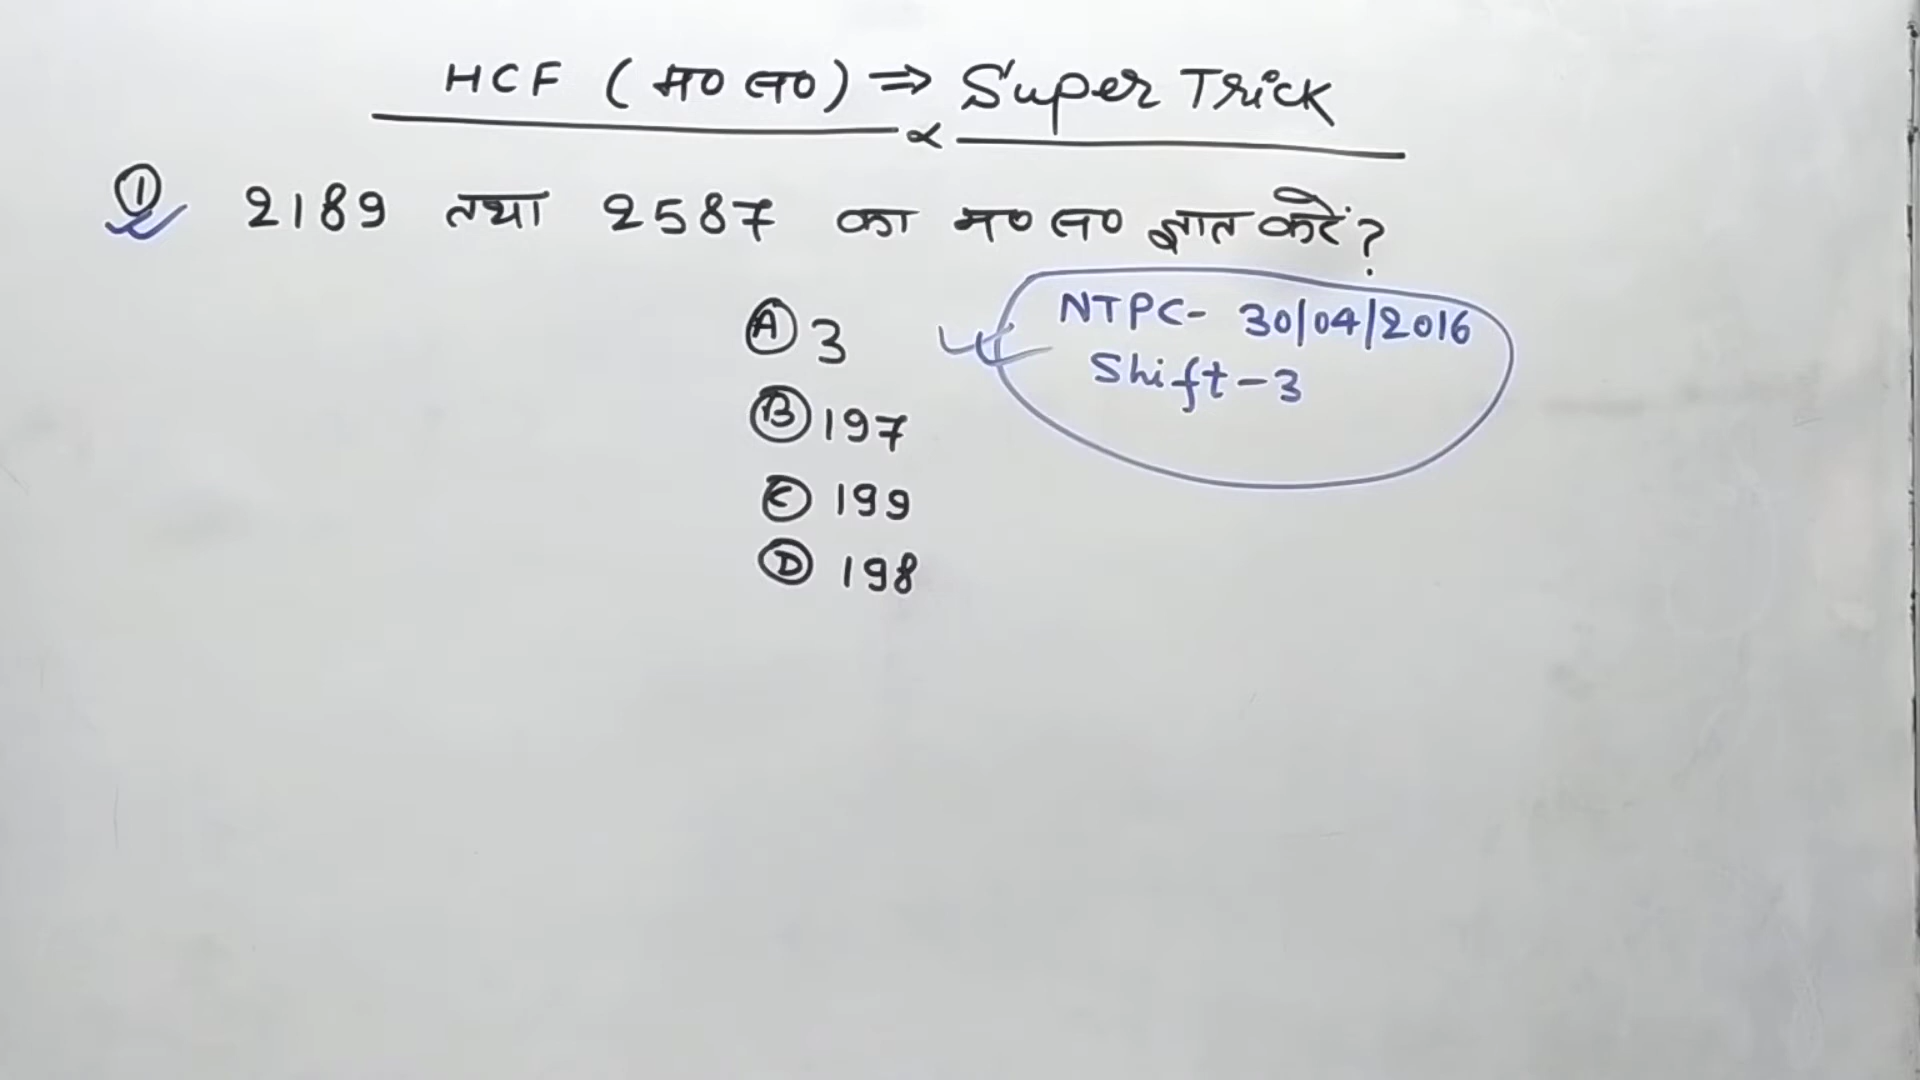 HCF (म० स०) ⇒ Super Trick
① 2189 तथा 2587 का म० स० ज्ञात करें?
Ⓐ 3
NTPC- 30/04/2016
Shift-3
Ⓑ 197
Ⓒ 199
Ⓓ 198